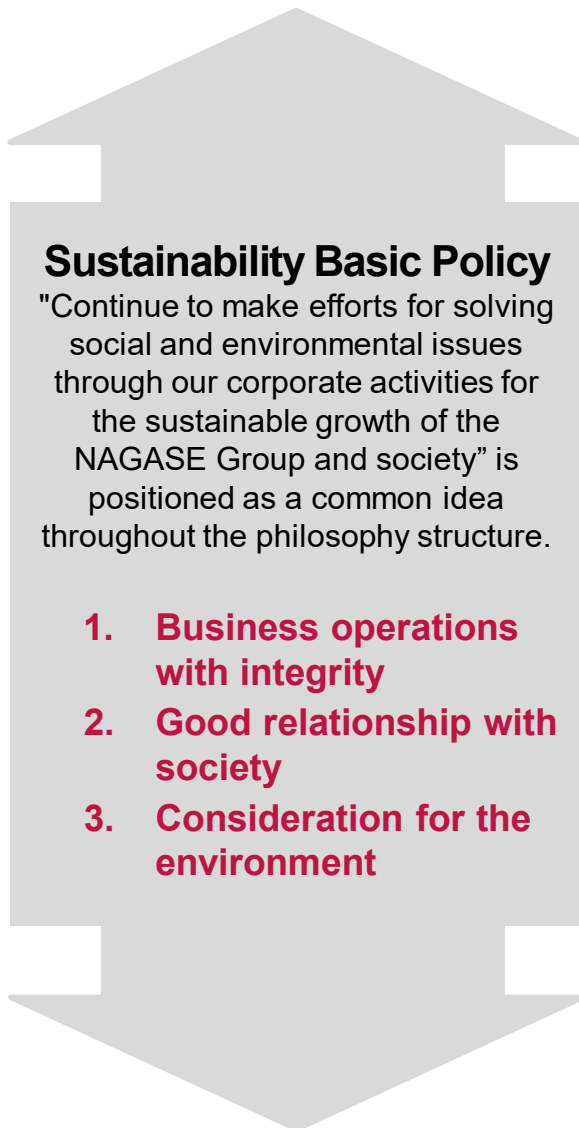 Sustainability Basic Policy
"Continue to make efforts for solving
social and environmental issues
through our corporate activities for
the sustainable growth of the
NAGASE Group and society” is
positioned as a common idea
throughout the philosophy structure.
1. Business operations
with integrity
2. Good relationship with
society
3. Consideration for the
environment